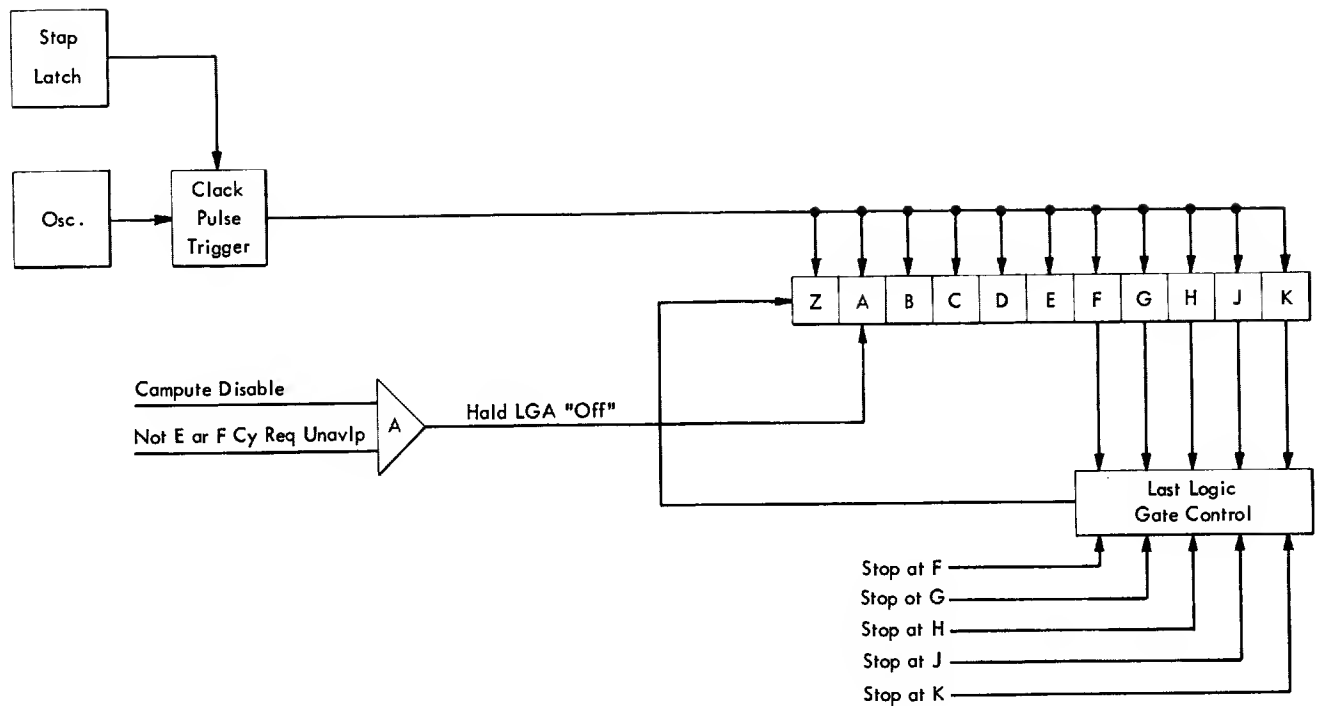 Stap
Latch
Osc.
Clack
Pulse
Trigger
Z A B C D E F G H J K
Campute Disable
Not E ar F Cy Req Unavlp
A
Hald LGA "Off"
Last Logic
Gate Control
Stop at F
Stop ot G
Stop at H
Stop at J
Stop at K